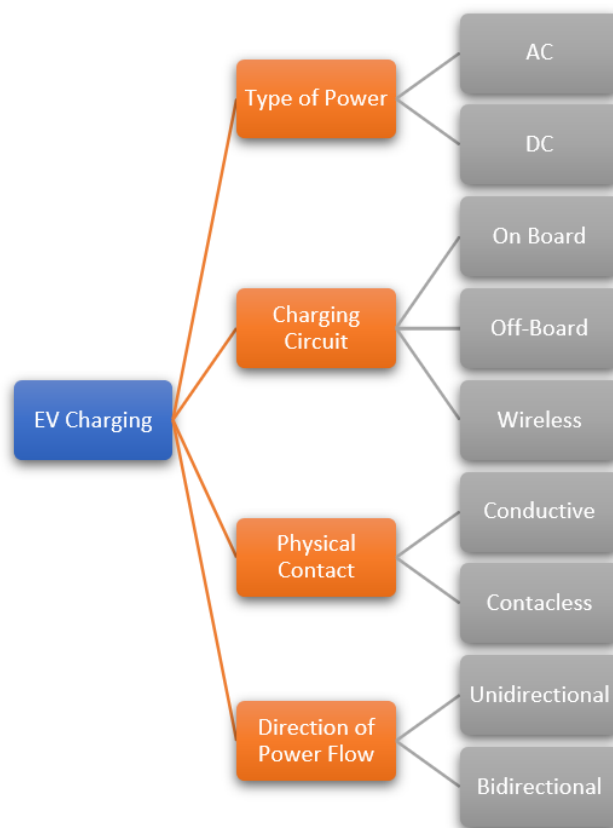 EV Charging
Type of Power
AC
DC
Charging
Circuit
On Board
Off-Board
Wireless
Physical
Contact
Conductive
Contacless
Direction of
Power Flow
Unidirectional
Bidirectional